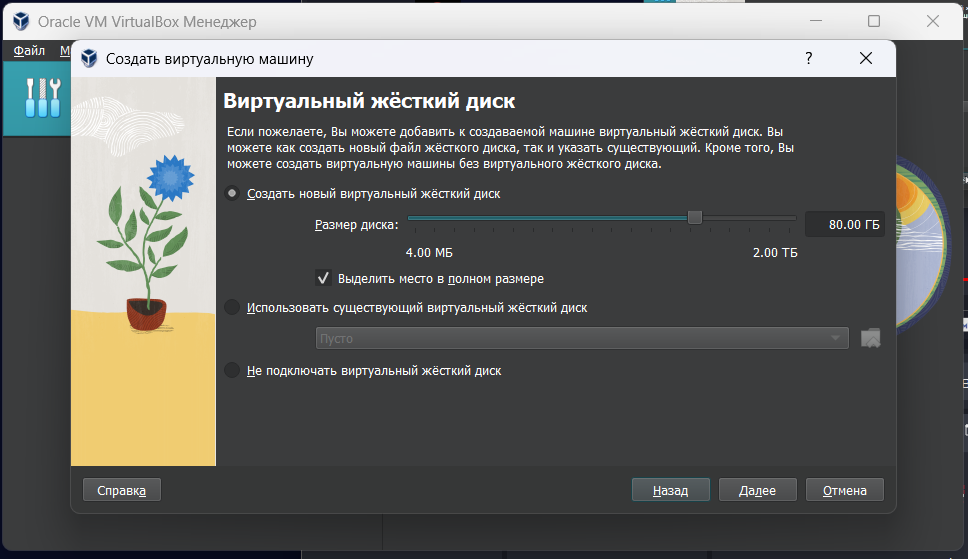 Oracle VM VirtualBox Менеджер
Файл
Создать виртуальную машину
?
Виртуальный жёсткий диск
Если пожелаете, Вы можете добавить к создаваемой машине виртуальный жёсткий диск. Вы
можете как создать новый файл жёсткого диска, так и указать существующий. Кроме того, Вы
можете создать виртуальную машины без виртуального жёсткого диска.
Создать новый виртуальный жёсткий диск
Размер диска:
80.00 ГБ
4.00 МБ
2.00 ТБ
Выделить место в полном размере
Использовать существующий виртуальный жёсткий диск
Пусто
Не подключать виртуальный жёсткий диск
Справка
Назад
Далее
Отмена